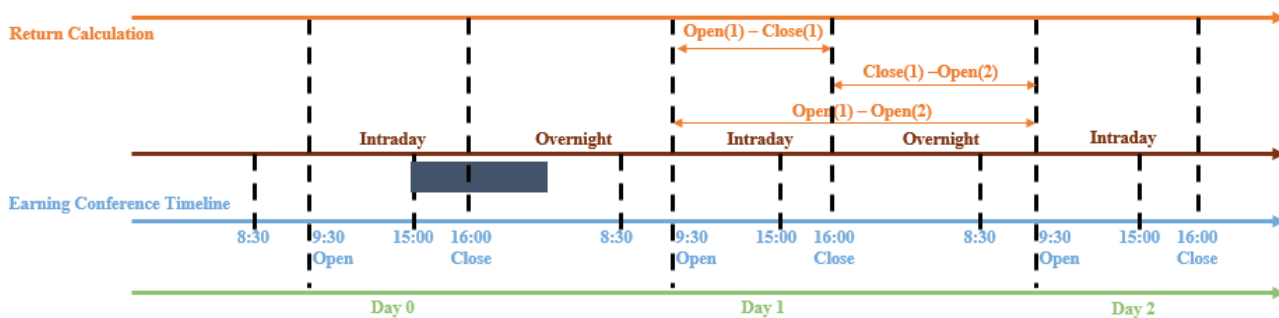 Return Calculation
Open(1) – Close(1)
Close(1) –Open(2)
Open(1) – Open(2)
Intraday Overnight Intraday Overnight Intraday
Earning Conference Timeline
8:30 9:30 15:00 16:00 8:30 9:30 15:00 16:00 8:30 9:30 15:00 16:00
Open Close Open Close Open Close
Day 0 Day 1 Day 2